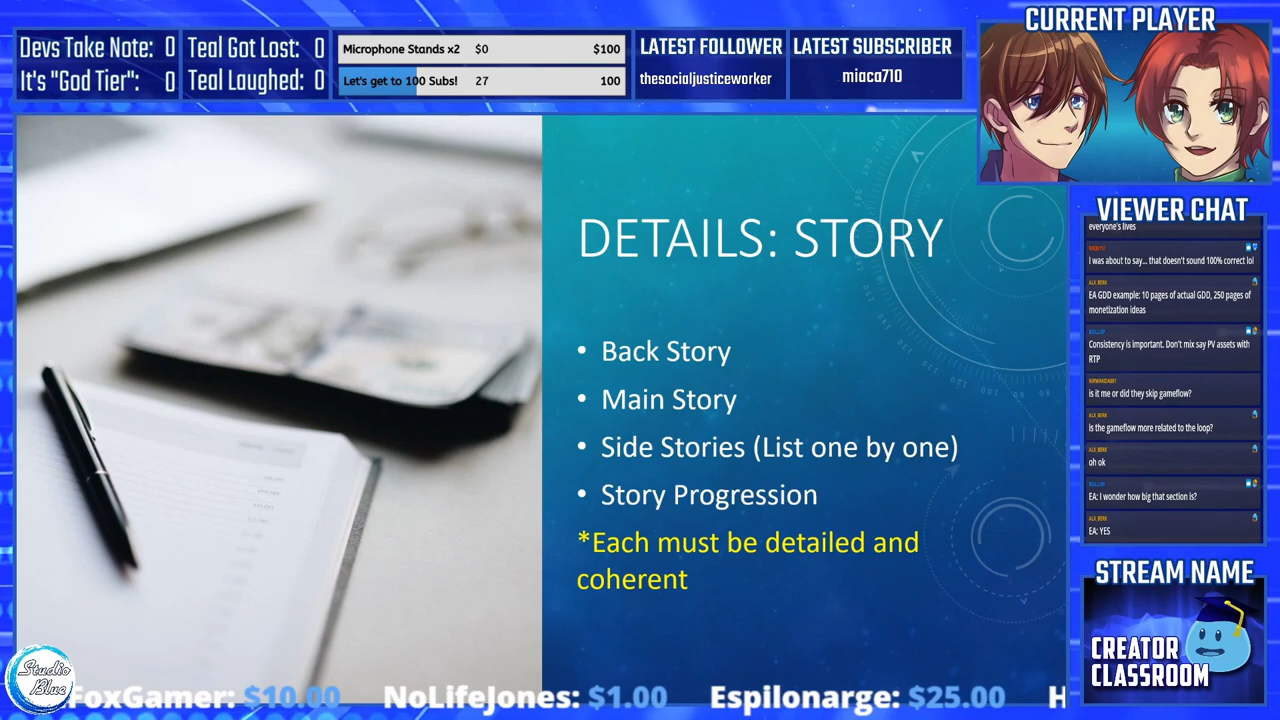 Devs Take Note: 0
It's "God Tier": 0
Teal Got Lost: 0
Teal Laughed: 0
Microphone Stands x2 $0 $100
Let's get to 100 Subs! 27 100
LATEST FOLLOWER
thesocialjusticeworker
LATEST SUBSCRIBER
miaca710
CURRENT PLAYER
DETAILS: STORY
• Back Story
• Main Story
• Side Stories (List one by one)
• Story Progression
*Each must be detailed and
coherent
VIEWER CHAT
everyone's lives
I was about to say... that doesn't sound 100% correct lol
ALX_BERK
EA GDD example: 10 pages of actual GDD, 250 pages of
monetization ideas
Consistency is important. Don't mix say PV assets with
RTP
is it me or did they skip gameflow?
ALX_BERK
is the gameflow more related to the loop?
ALX_BERK
oh ok
EA: I wonder how big that section is?
ALX_BERK
EA: YES
STREAM NAME
CREATOR
CLASSROOM
Studio
Blue
FoxGamer: $10.00 NoLifeJones: $1.00 Espilonarge: $25.00 H